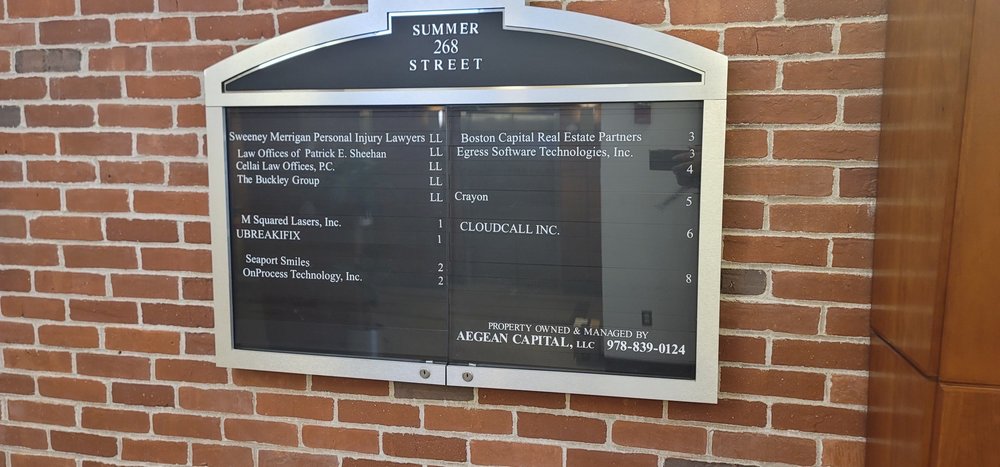 SUMMER
268
STREET
Sweeney Merrigan Personal Injury Lawyers LL
Law Offices of Patrick E. Sheehan LL
Cellai Law Offices, P.C. LL
The Buckley Group LL
LL
M Squared Lasers, Inc. 1
UBREAKIFIX 1
Seaport Smiles 2
OnProcess Technology, Inc. 2
Boston Capital Real Estate Partners 3
Egress Software Technologies, Inc. 3
4
Crayon 5
CLOUDCALL INC. 6
8
PROPERTY OWNED & MANAGED BY
AEGEAN CAPITAL, LLC 978-839-0124